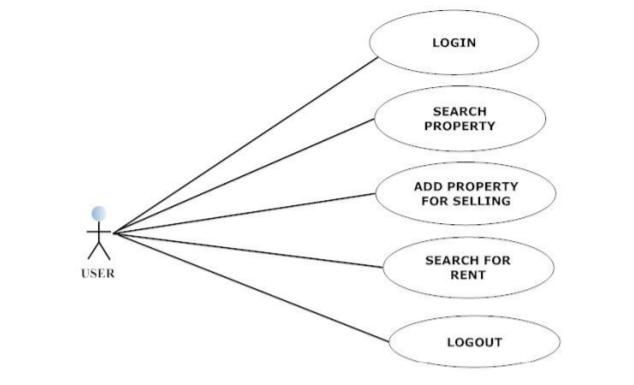 LOGIN
SEARCH
PROPERTY
ADD PROPERTY
FOR SELLING
USER
SEARCH FOR
RENT
LOGOUT